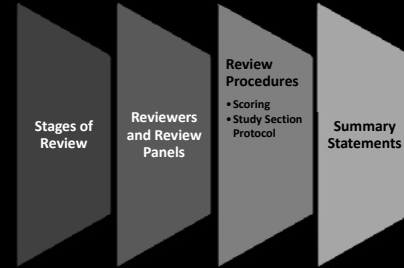 Stages of
Review
Reviewers
and Review
Panels
Review
Procedures
• Scoring
• Study Section
Protocol
Summary
Statements